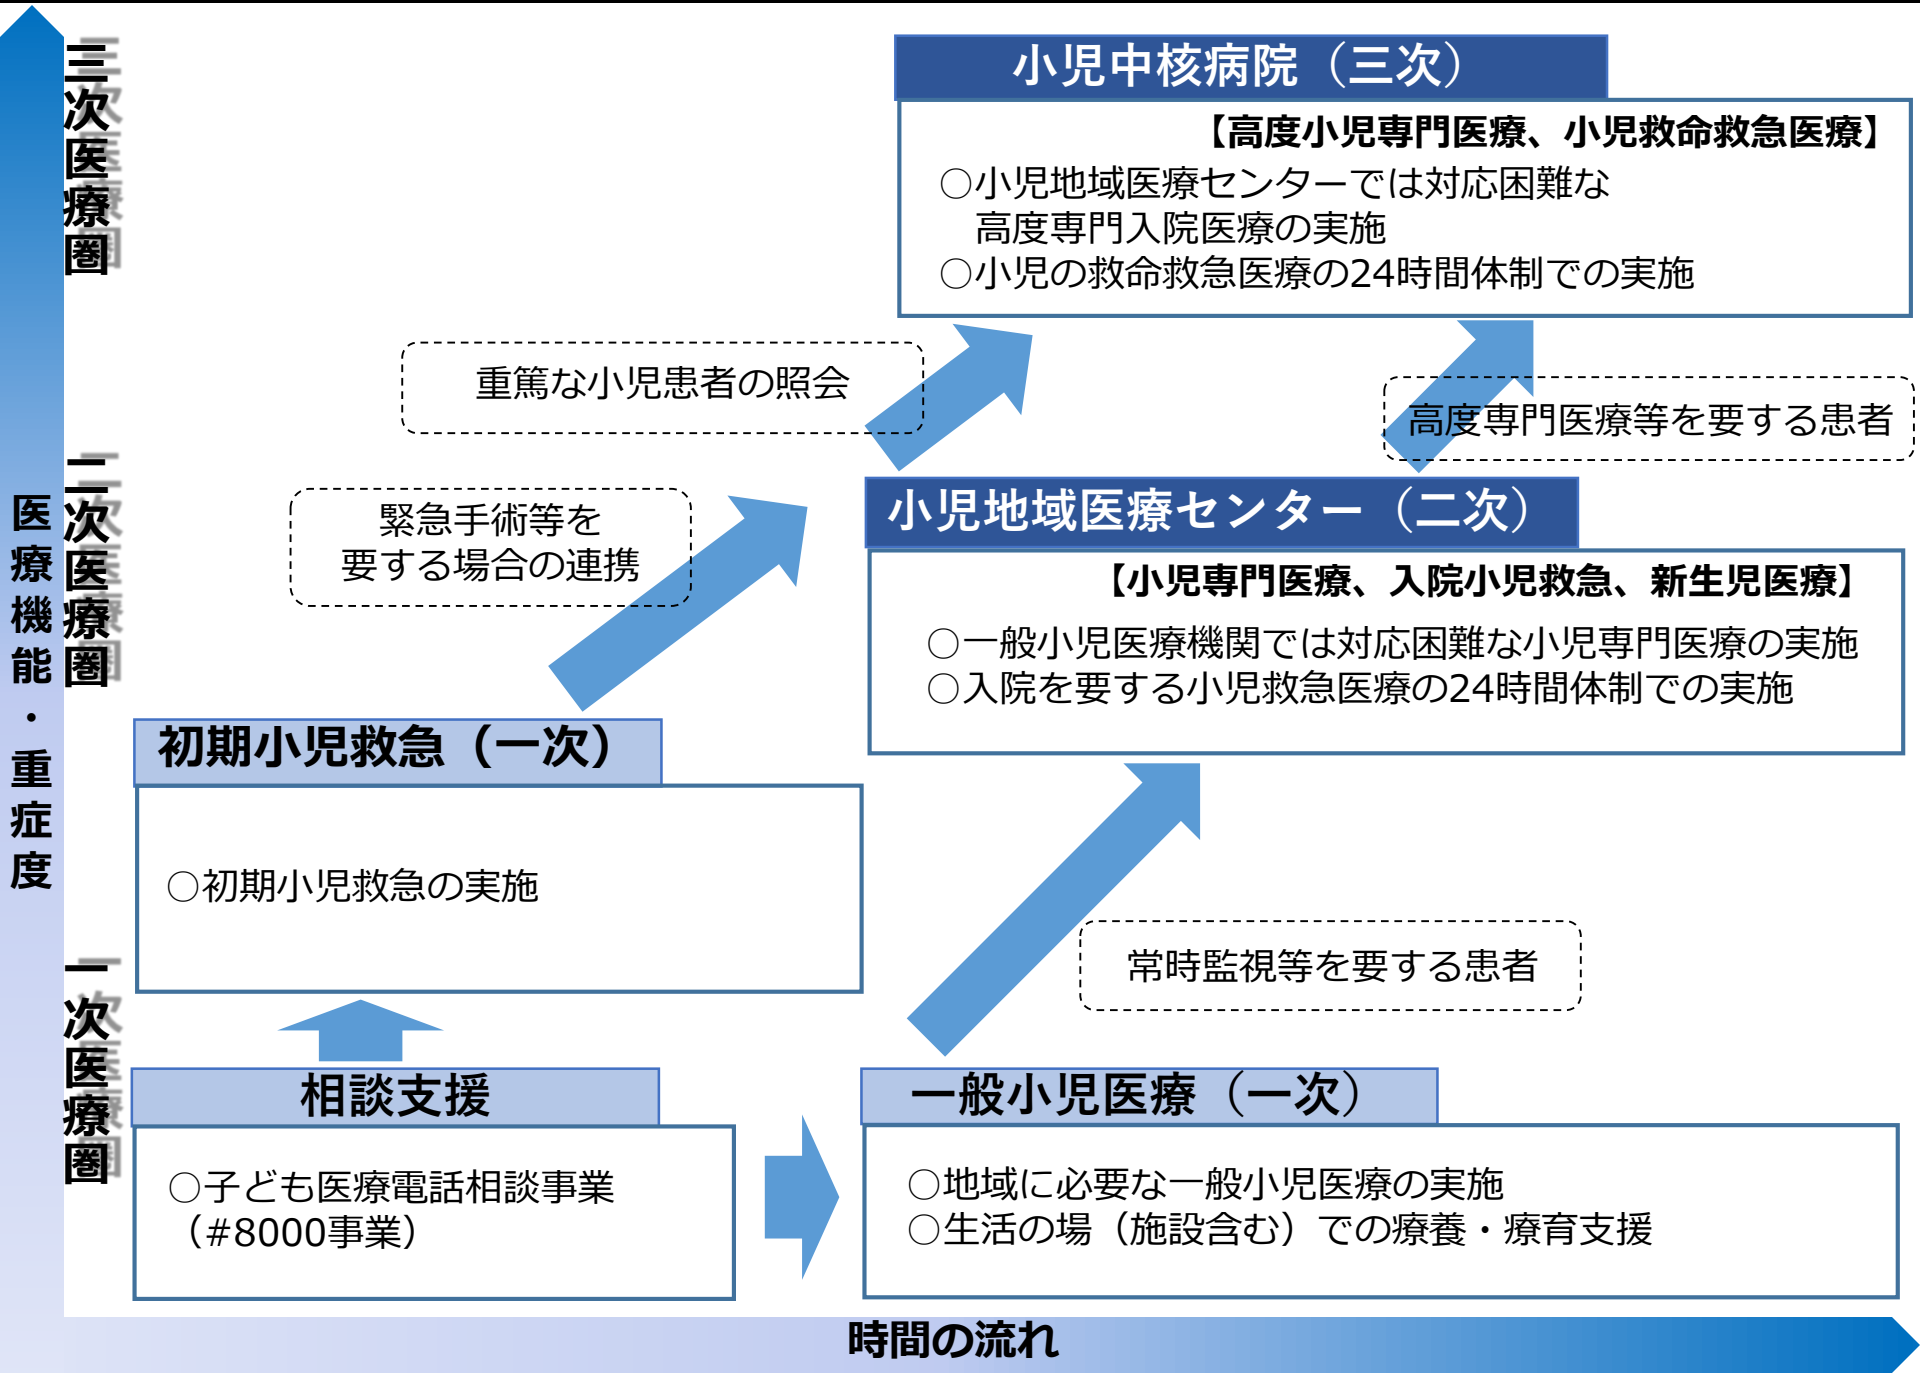 三次医療圏
小児中核病院（三次）
【高度小児専門医療、小児救命救急医療】
○小児地域医療センターでは対応困難な
高度専門入院医療の実施
○小児の救命救急医療の24時間体制での実施
重篤な小児患者の照会
高度専門医療等を要する患者
医療機能・重症度
二次医療圏
緊急手術等を
要する場合の連携
小児地域医療センター（二次）
【小児専門医療、入院小児救急、新生児医療】
○一般小児医療機関では対応困難な小児専門医療の実施
○入院を要する小児救急医療の24時間体制での実施
初期小児救急（一次）
○初期小児救急の実施
常時監視等を要する患者
一次医療圏
相談支援
○子ども医療電話相談事業
（#8000事業）
一般小児医療（一次）
○地域に必要な一般小児医療の実施
○生活の場（施設含む）での療養・療育支援
時間の流れ